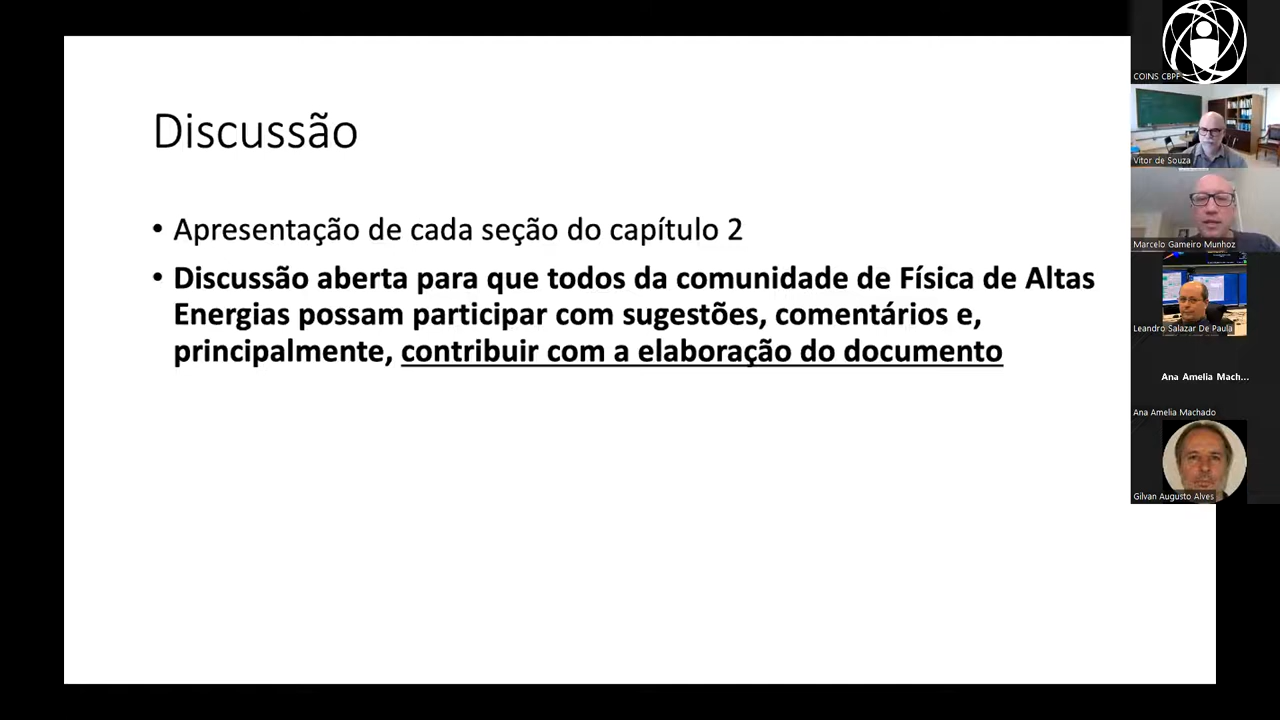 Discussão
• Apresentação de cada seção do capítulo 2
• Discussão aberta para que todos da comunidade de Física de Altas
Energias possam participar com sugestões, comentários e,
principalmente, contribuir com a elaboração do documento
COINS CBPF
Vitor de Souza
Marcelo Gameiro Munhoz
Leandro Salazar De Paula
Ana Amelia Mach...
Ana Amelia Machado
Gilvan Augusto Alves